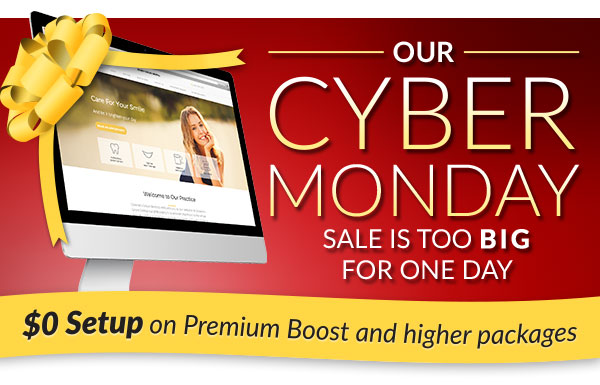 OUR
CYBER
MONDAY
SALE IS TOO BIG
FOR ONE DAY
Care For Your Smile
Welcome to Our Practice
$0 Setup on Premium Boost and higher packages